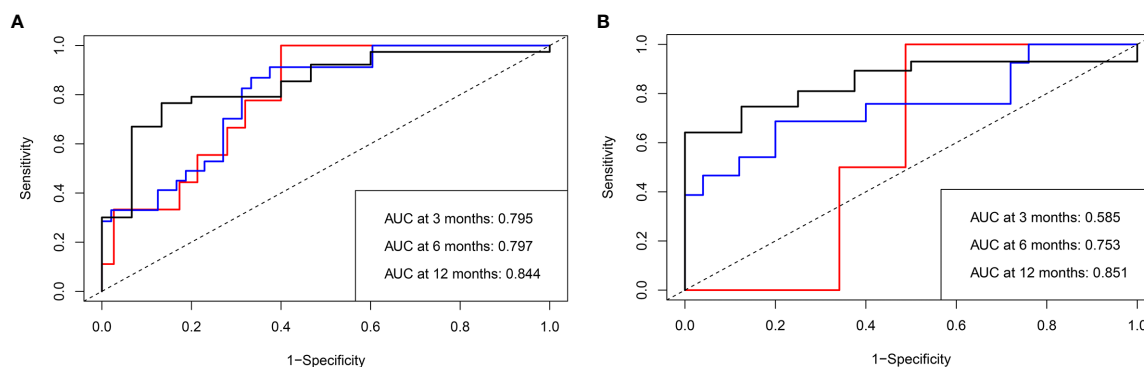 A
1.0
0.8
0.6
0.4
0.2
0.0
Sensitivity
AUC at 3 months: 0.795
AUC at 6 months: 0.797
AUC at 12 months: 0.844
0.0 0.2 0.4 0.6 0.8 1.0
1−Specificity
B
1.0
0.8
0.6
0.4
0.2
0.0
Sensitivity
AUC at 3 months: 0.585
AUC at 6 months: 0.753
AUC at 12 months: 0.851
0.0 0.2 0.4 0.6 0.8 1.0
1−Specificity